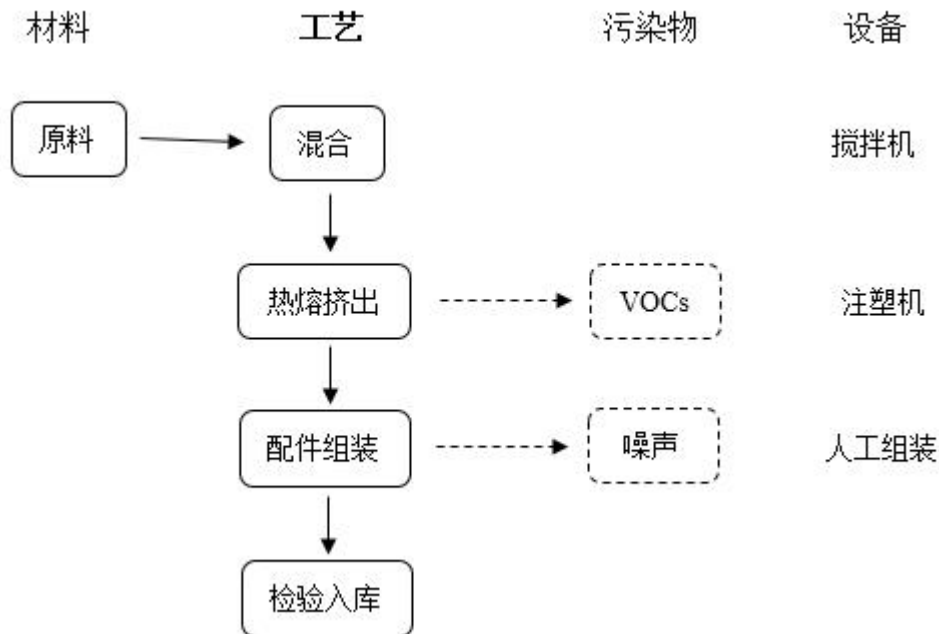 材料 工艺 污染物 设备
原料 混合 搅拌机
热熔挤出 VOCs 注塑机
配件组装 噪声 人工组装
检验入库